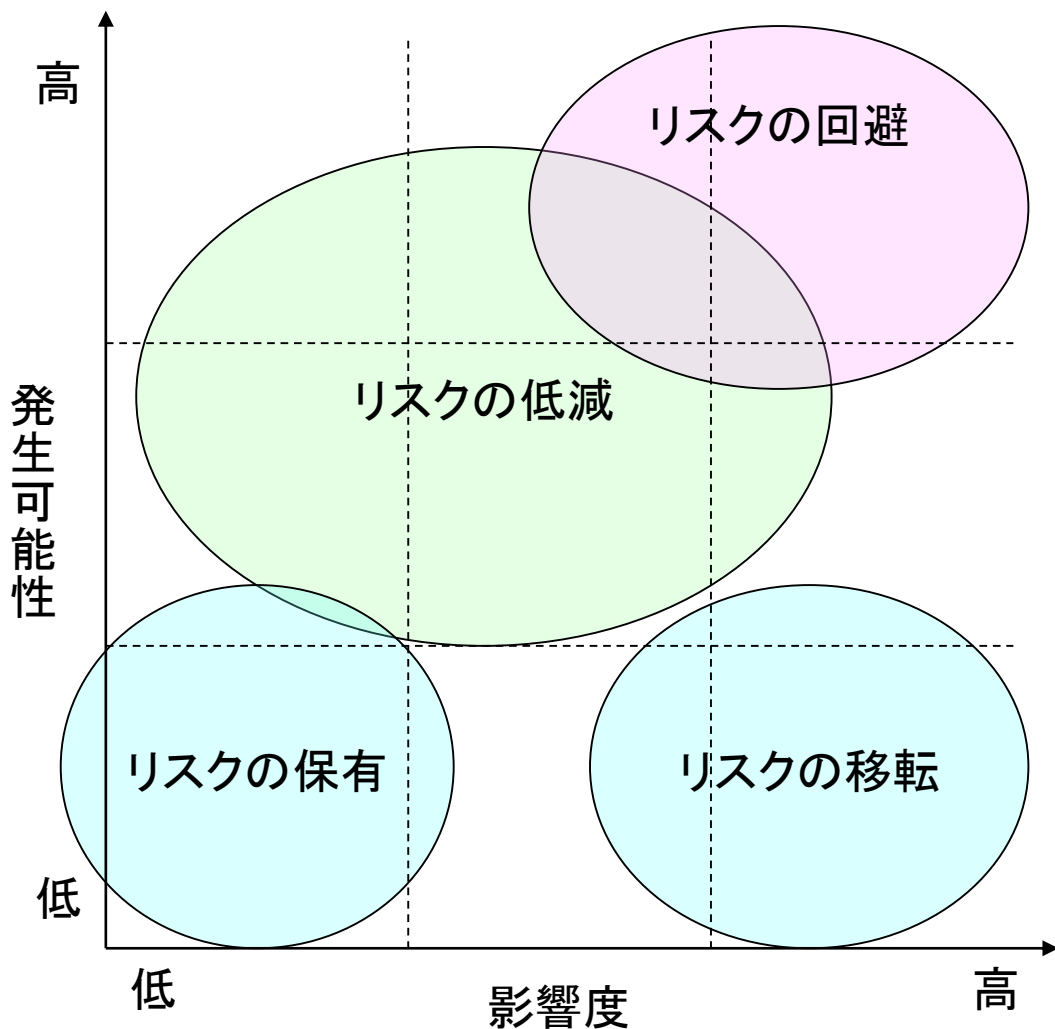 高
リスクの回避
リスクの低減
発生可能性
リスクの保有
リスクの移転
低
低
影響度
高